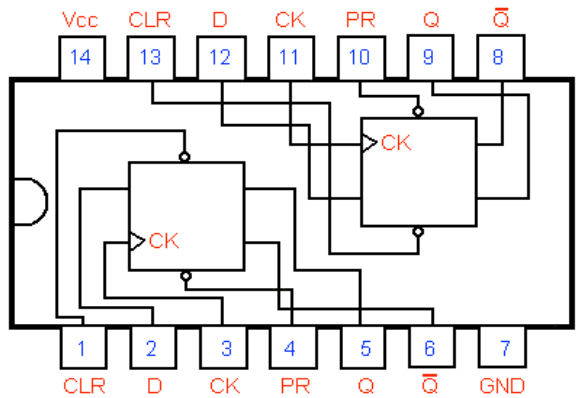 Vcc CLR D CK PR Q Q̅
14 13 12 11 10 9 8
CK
CK
1 2 3 4 5 6 7
CLR D CK PR Q Q̅ GND